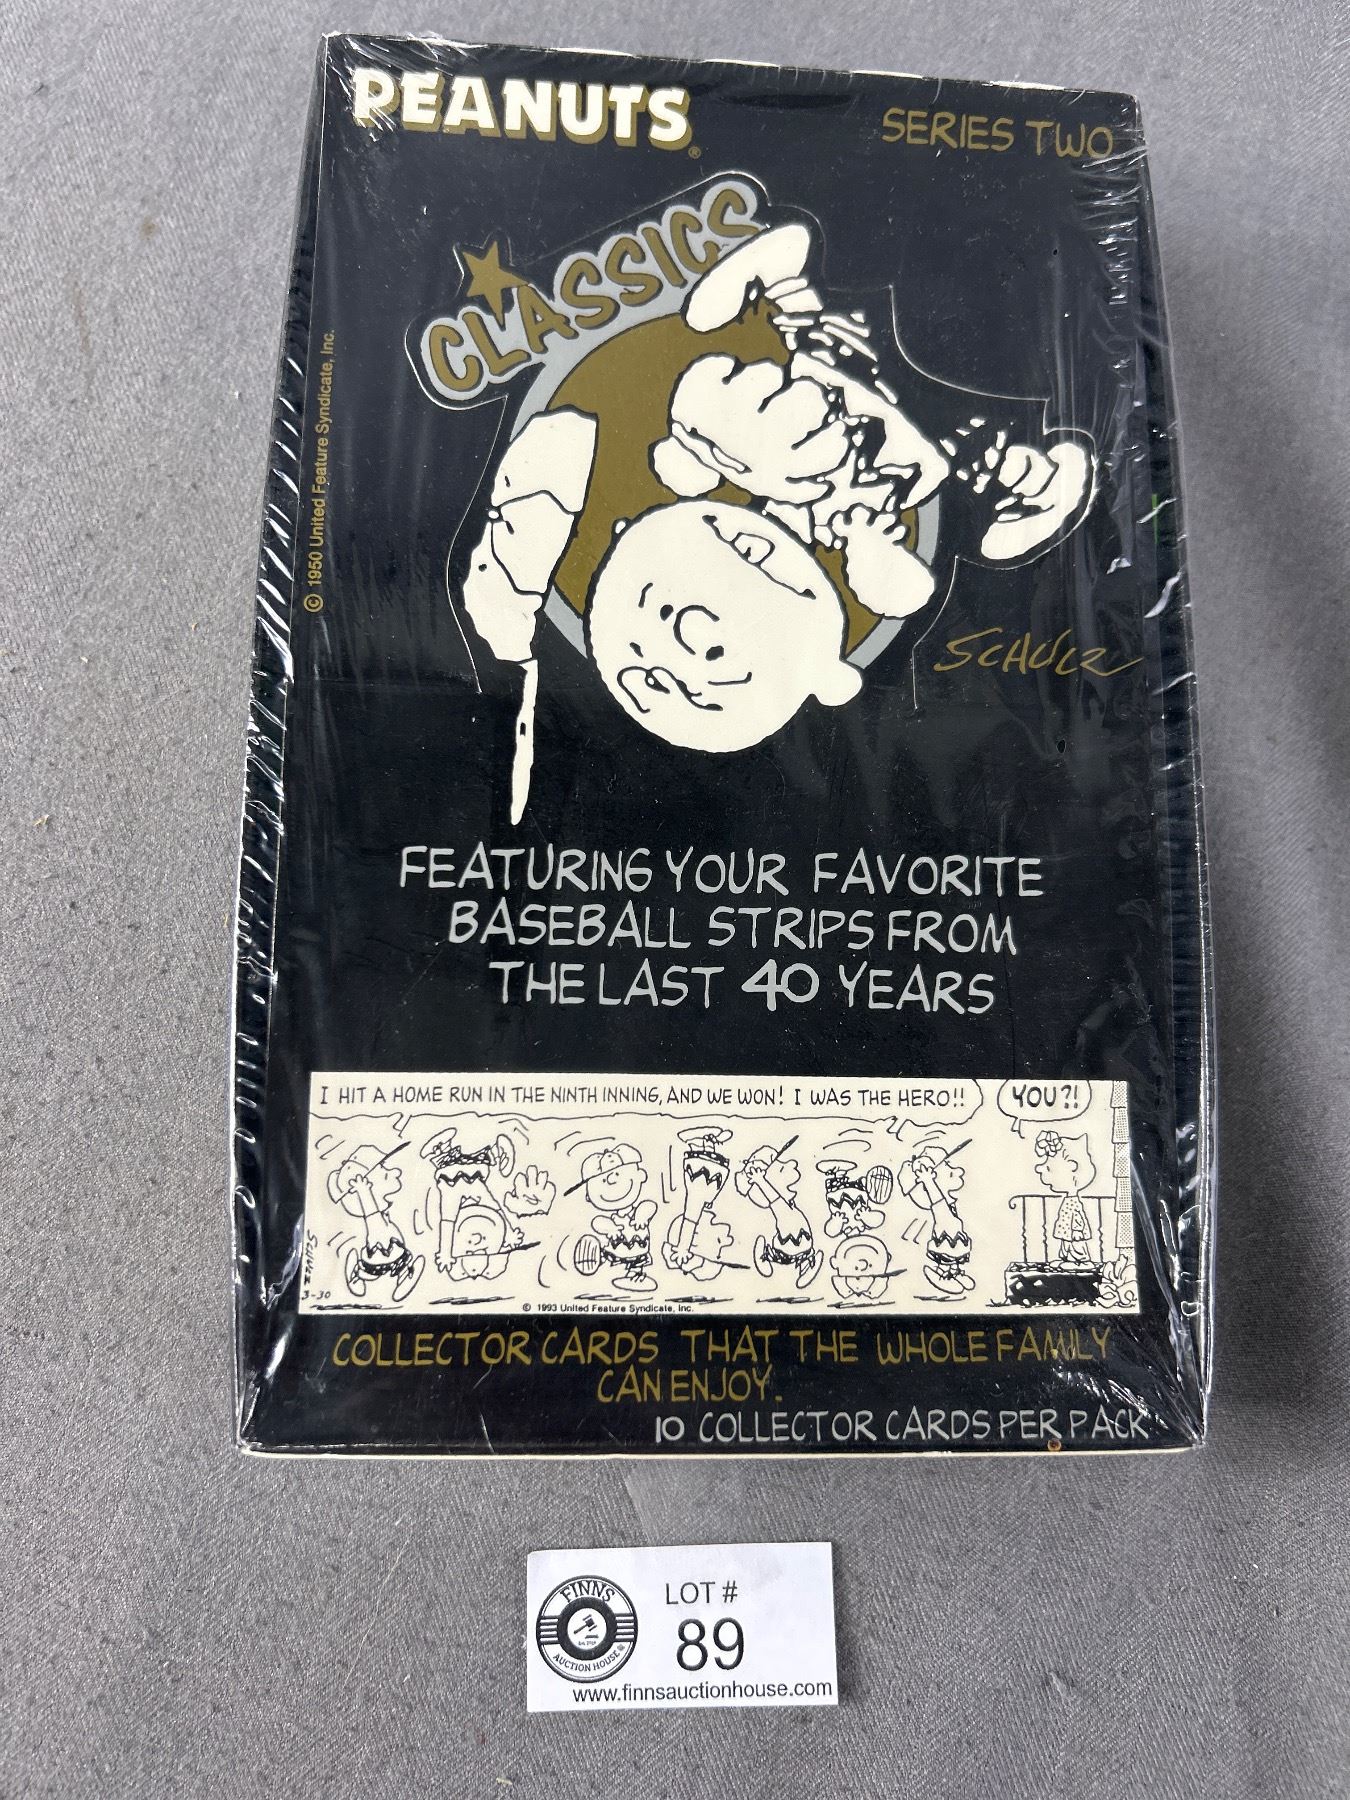 PEANUTS®
SERIES TWO
CLASSICS
© 1950 United Feature Syndicate, Inc.
SCHULZ
FEATURING YOUR FAVORITE
BASEBALL STRIPS FROM
THE LAST 40 YEARS
I HIT A HOME RUN IN THE NINTH INNING, AND WE WON! I WAS THE HERO!!
YOU?!
SCHULZ
3-30
© 1993 United Feature Syndicate, Inc.
COLLECTOR CARDS THAT THE WHOLE FAMILY
CAN ENJOY.
10 COLLECTOR CARDS PER PACK
FINNS
AUCTION HOUSE
LOT #
89
www.finnsauctionhouse.com